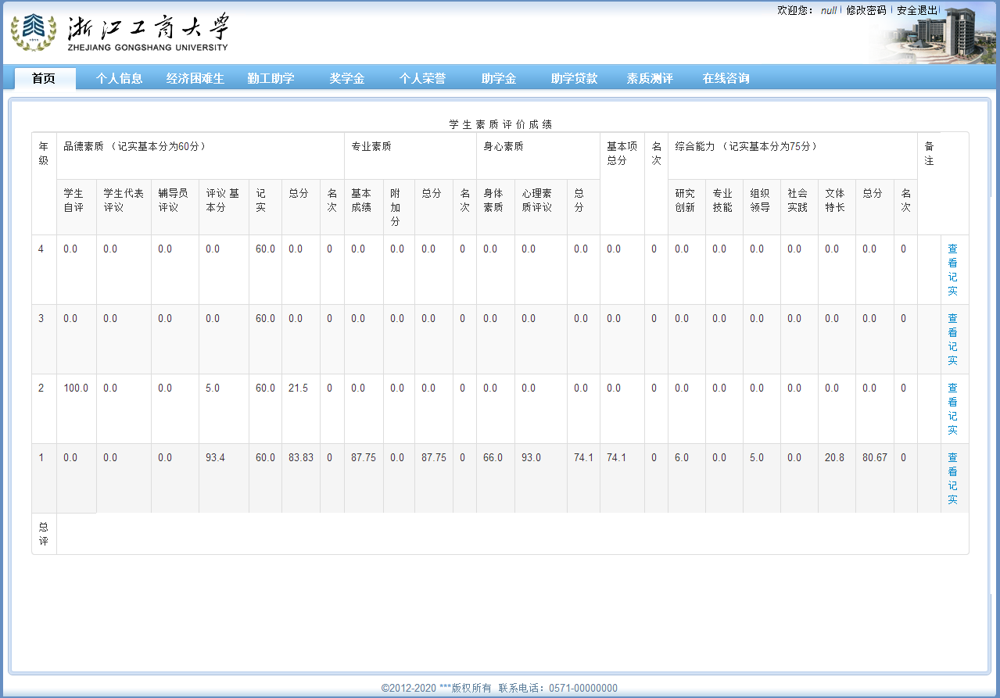 欢迎您： null | 修改密码 | 安全退出|
浙江工商大学
ZHEJIANG GONGSHANG UNIVERSITY
首页 个人信息 经济困难生 勤工助学 奖学金 个人荣誉 助学金 助学贷款 素质测评 在线咨询
学 生 素 质 评 价 成 绩
年级 品德素质 （记实基本分为60分） 专业素质 身心素质 基本项总分 名次 综合能力 （记实基本分为75分） 备注
学生自评 学生代表评议 辅导员评议 评议 基本分 记实 总分 名次 基本成绩 附加分 总分 名次 身体素质 心理素质评议 总分 研究创新 专业技能 组织领导 社会实践 文体特长 总分 名次
4 0.0 0.0 0.0 0.0 60.0 0.0 0 0.0 0.0 0.0 0 0.0 0.0 0.0 0.0 0 0.0 0.0 0.0 0.0 0.0 0.0 0 查看记实
3 0.0 0.0 0.0 0.0 60.0 0.0 0 0.0 0.0 0.0 0 0.0 0.0 0.0 0.0 0 0.0 0.0 0.0 0.0 0.0 0.0 0 查看记实
2 100.0 0.0 0.0 5.0 60.0 21.5 0 0.0 0.0 0.0 0 0.0 0.0 0.0 0.0 0 0.0 0.0 0.0 0.0 0.0 0.0 0 查看记实
1 0.0 0.0 0.0 93.4 60.0 83.83 0 87.75 0.0 87.75 0 66.0 93.0 74.1 74.1 0 6.0 0.0 5.0 0.0 20.8 80.67 0 查看记实
总评
©2012-2020 ***版权所有 联系电话：0571-00000000